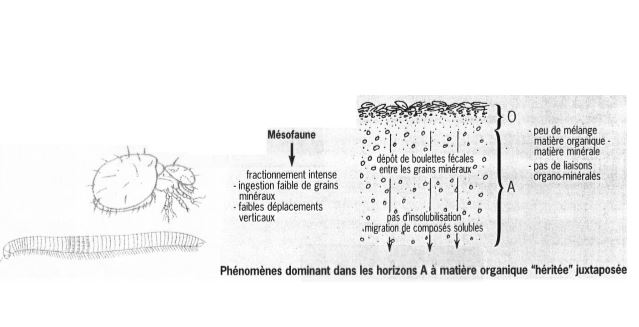 Mésofaune
fractionnement intense
- ingestion faible de grains
minéraux
- faibles déplacements
verticaux
dépôt de boulettes fécales
entre les grains minéraux
pas d'insolubilisation
migration de composés solubles
O
A
- peu de mélange
matière organique -
matière minérale
- pas de liaisons
organo-minérales
Phénomènes dominant dans les horizons A à matière organique "héritée" juxtaposée